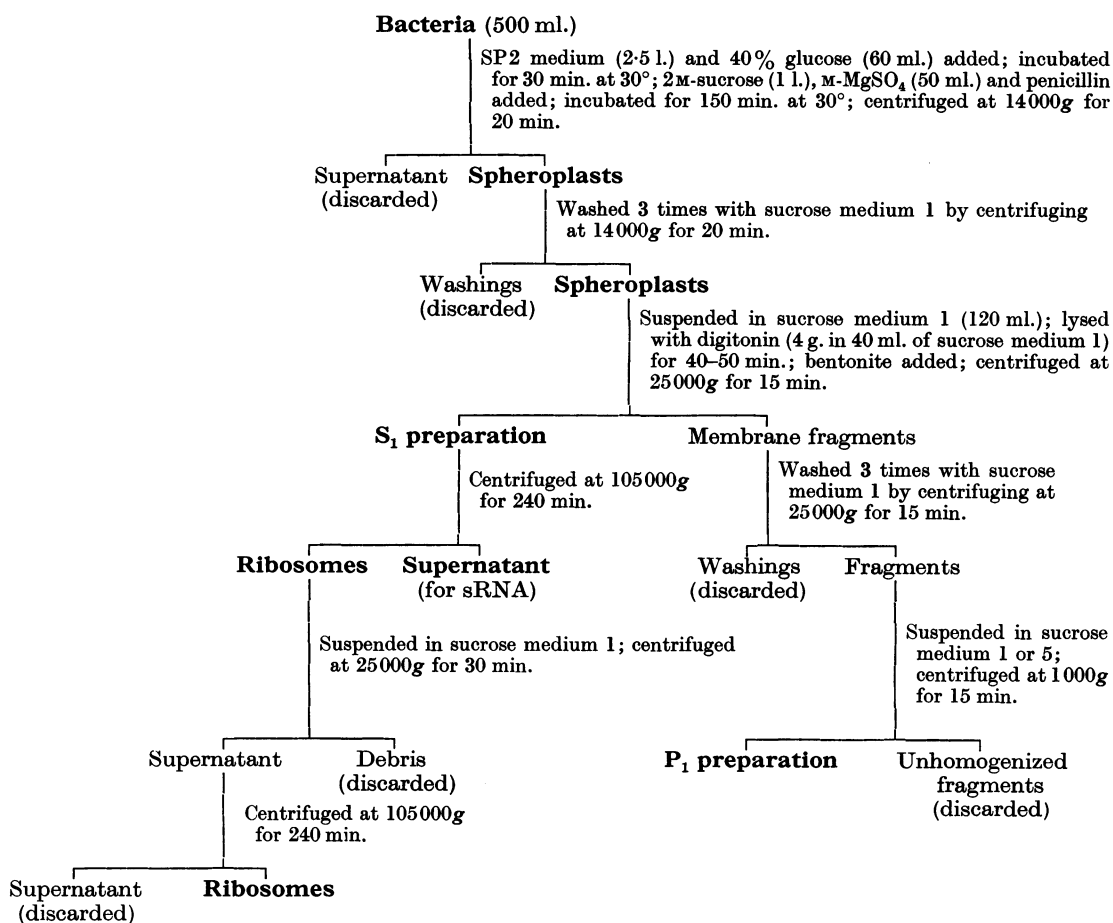 Bacteria (500 ml.)
SP2 medium (2·5 l.) and 40% glucose (60 ml.) added; incubated
for 30 min. at 30°; 2M-sucrose (1 l.), M-MgSO₄ (50 ml.) and penicillin
added; incubated for 150 min. at 30°; centrifuged at 14000g for
20 min.
Supernatant
(discarded)
Spheroplasts
Washed 3 times with sucrose medium 1 by centrifuging
at 14000g for 20 min.
Washings
(discarded)
Spheroplasts
Suspended in sucrose medium 1 (120 ml.); lysed
with digitonin (4 g. in 40 ml. of sucrose medium 1)
for 40–50 min.; bentonite added; centrifuged at
25000g for 15 min.
S₁ preparation
Membrane fragments
Centrifuged at 105000g
for 240 min.
Washed 3 times with sucrose
medium 1 by centrifuging at
25000g for 15 min.
Ribosomes
Supernatant
(for sRNA)
Washings
(discarded)
Fragments
Suspended in sucrose medium 1; centrifuged
at 25000g for 30 min.
Suspended in sucrose
medium 1 or 5;
centrifuged at 1000g
for 15 min.
Supernatant
Debris
(discarded)
P₁ preparation
Unhomogenized
fragments
(discarded)
Centrifuged at 105000g
for 240 min.
Supernatant
(discarded)
Ribosomes